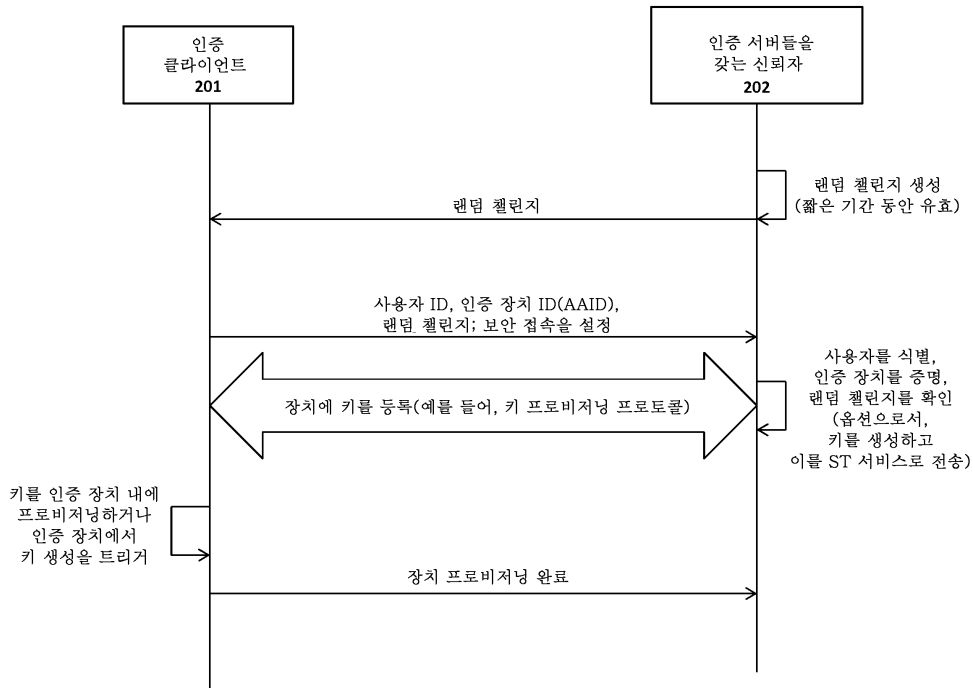 인증
클라이언트
201
인증 서버들을
갖는 신뢰자
202
랜덤 챌린지 생성
(짧은 기간 동안 유효)
랜덤 챌린지
사용자 ID, 인증 장치 ID(AAID),
랜덤 챌린지; 보안 접속을 설정
사용자를 식별,
인증 장치를 증명,
랜덤 챌린지를 확인
(옵션으로서,
키를 생성하고
이를 ST 서비스로 전송)
장치에 키를 등록(예를 들어, 키 프로비저닝 프로토콜)
키를 인증 장치 내에
프로비저닝하거나
인증 장치에서
키 생성을 트리거
장치 프로비저닝 완료